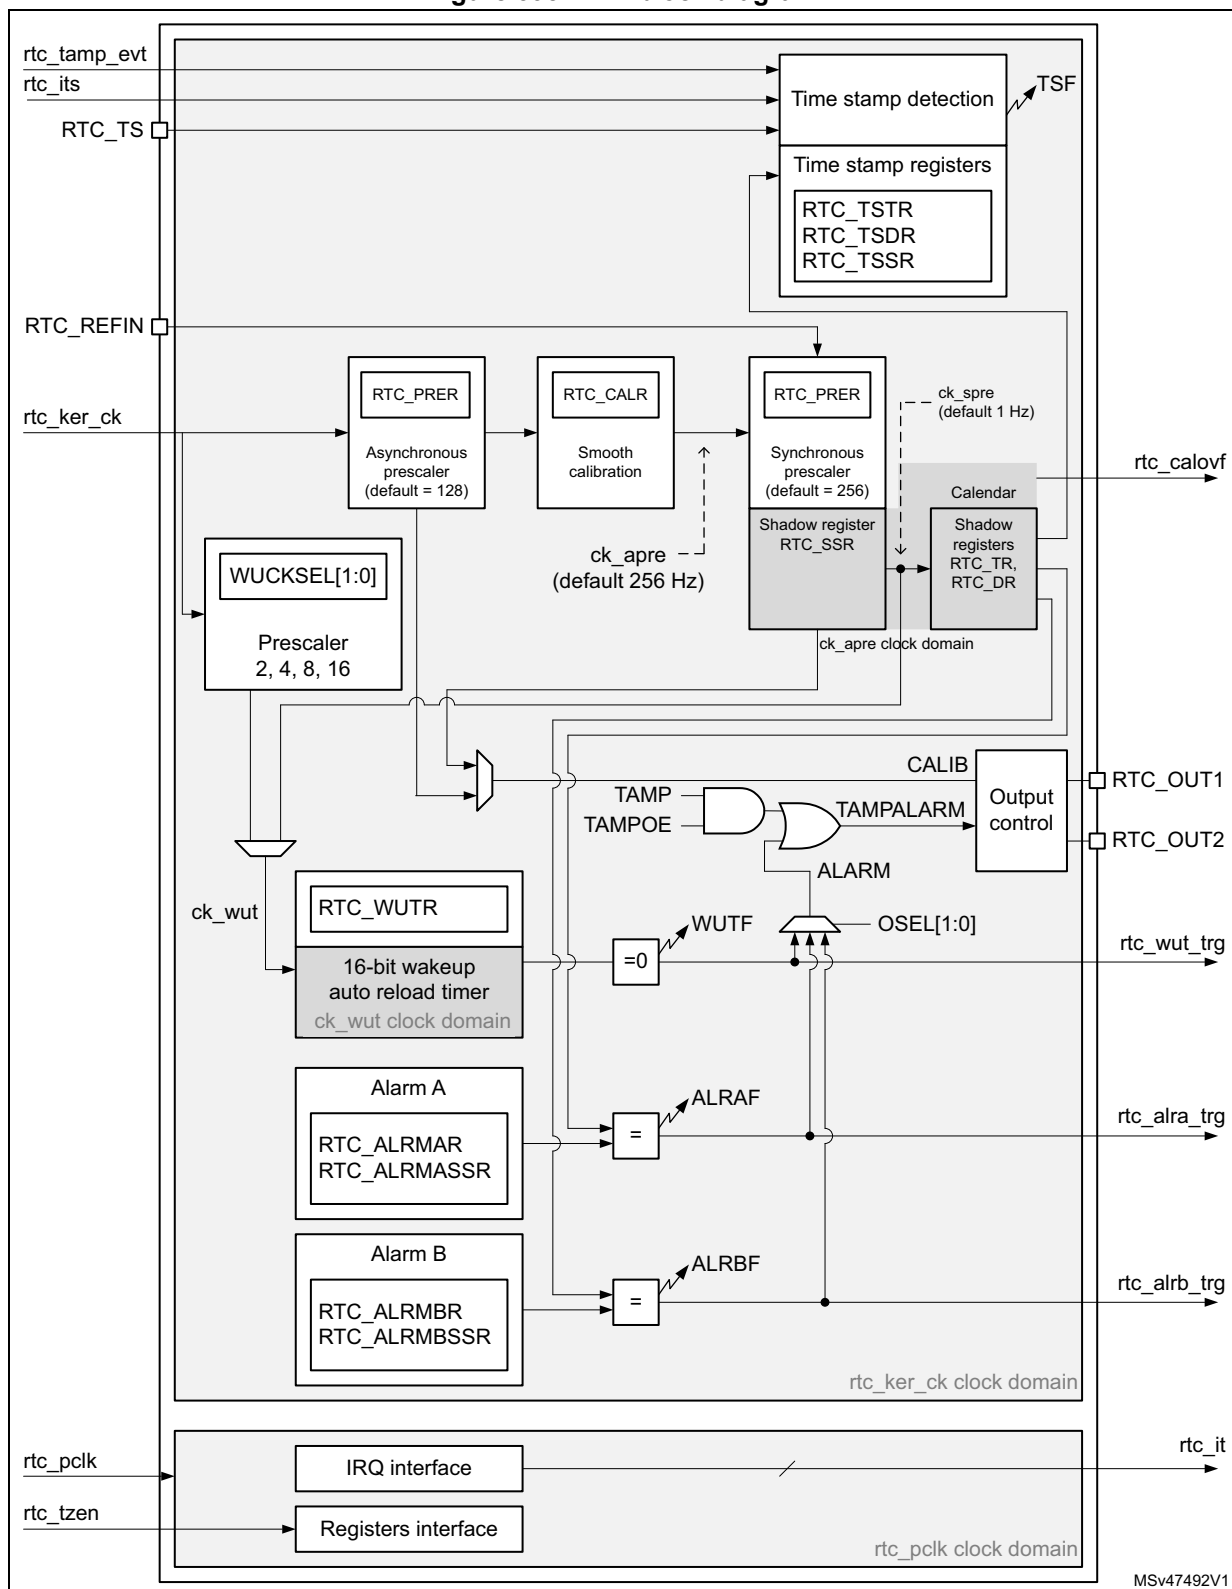 rtc_tamp_evt
rtc_its
RTC_TS
Time stamp detection
TSF
Time stamp registers
RTC_TSTR
RTC_TSDR
RTC_TSSR
RTC_REFIN
rtc_ker_ck
RTC_PRER
Asynchronous
prescaler
(default = 128)
RTC_CALR
Smooth
calibration
RTC_PRER
Synchronous
prescaler
(default = 256)
ck_spre
(default 1 Hz)
rtc_calovf
Calendar
Shadow register
RTC_SSR
Shadow
registers
RTC_TR,
RTC_DR
ck_apre
(default 256 Hz)
ck_apre clock domain
WUCKSEL[1:0]
Prescaler
2, 4, 8, 16
CALIB
TAMP
TAMPOE
TAMPALARM
Output
control
RTC_OUT1
RTC_OUT2
ALARM
OSEL[1:0]
ck_wut
RTC_WUTR
16-bit wakeup
auto reload timer
ck_wut clock domain
=0
WUTF
rtc_wut_trg
Alarm A
RTC_ALRMAR
RTC_ALRMASSR
=
ALRAF
rtc_alra_trg
Alarm B
RTC_ALRMBR
RTC_ALRMBSSR
=
ALRBF
rtc_alrb_trg
rtc_ker_ck clock domain
rtc_pclk
IRQ interface
rtc_it
rtc_tzen
Registers interface
rtc_pclk clock domain
MSv47492V1